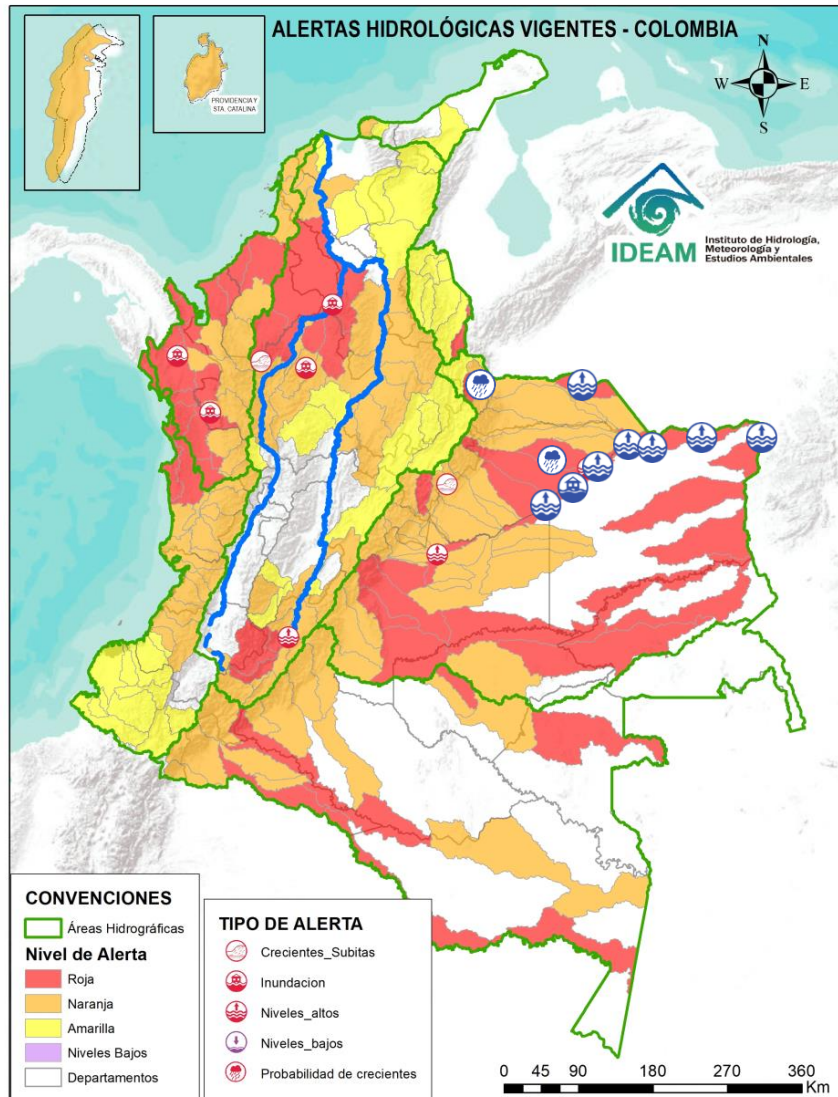 ALERTAS HIDROLÓGICAS VIGENTES - COLOMBIA
PROVIDENCIA Y
STA. CATALINA
N
W
E
S
IDEAM
Instituto de Hidrología,
Meteorología y
Estudios Ambientales
CONVENCIONES
Áreas Hidrográficas
Nivel de Alerta
Roja
Naranja
Amarilla
Niveles Bajos
Departamentos
TIPO DE ALERTA
Crecientes_Subitas
Inundacion
Niveles_altos
Niveles_bajos
Probabilidad de crecientes
0 45 90 180 270 360
Km